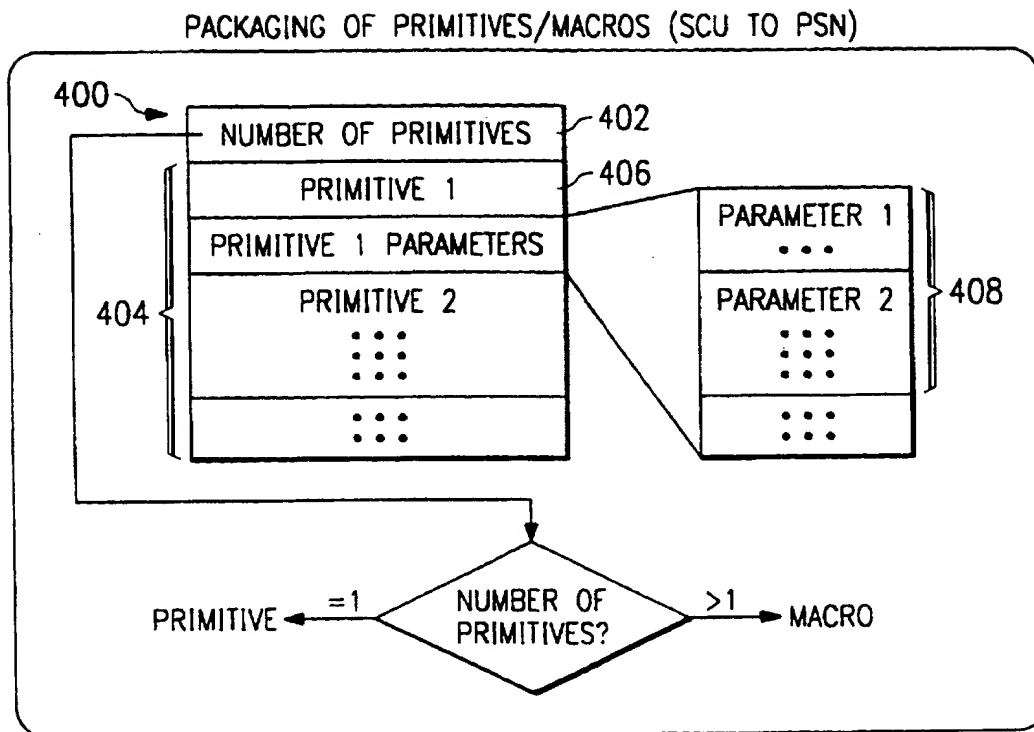 PACKAGING OF PRIMITIVES/MACROS (SCU TO PSN)
400
NUMBER OF PRIMITIVES
402
PRIMITIVE 1
406
PRIMITIVE 1 PARAMETERS
PRIMITIVE 2
404
PARAMETER 1
PARAMETER 2
408
NUMBER OF
PRIMITIVES?
=1
PRIMITIVE
>1
MACRO